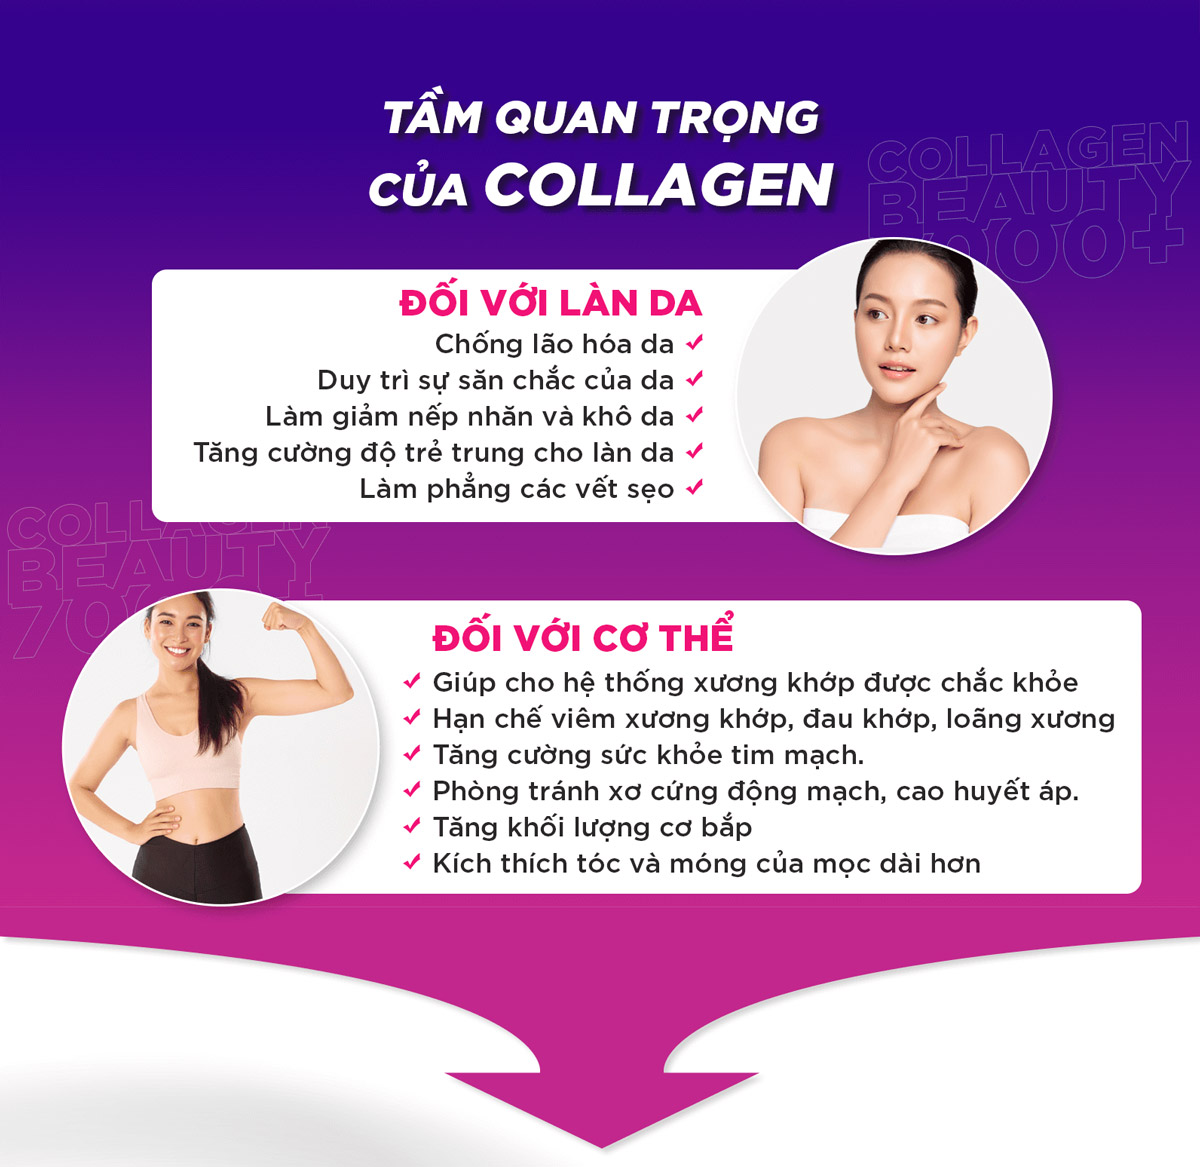 TẦM QUAN TRỌNG
CỦA COLLAGEN
COLLAGEN
BEAUTY
7000+
ĐỐI VỚI LÀN DA
Chống lão hóa da
Duy trì sự săn chắc của da
Làm giảm nếp nhăn và khô da
Tăng cường độ trẻ trung cho làn da
Làm phẳng các vết sẹo
COLLAGEN
BEAUTY
ĐỐI VỚI CƠ THỂ
Giúp cho hệ thống xương khớp được chắc khỏe
Hạn chế viêm xương khớp, đau khớp, loãng xương
Tăng cường sức khỏe tim mạch.
Phòng tránh xơ cứng động mạch, cao huyết áp.
Tăng khối lượng cơ bắp
Kích thích tóc và móng của mọc dài hơn